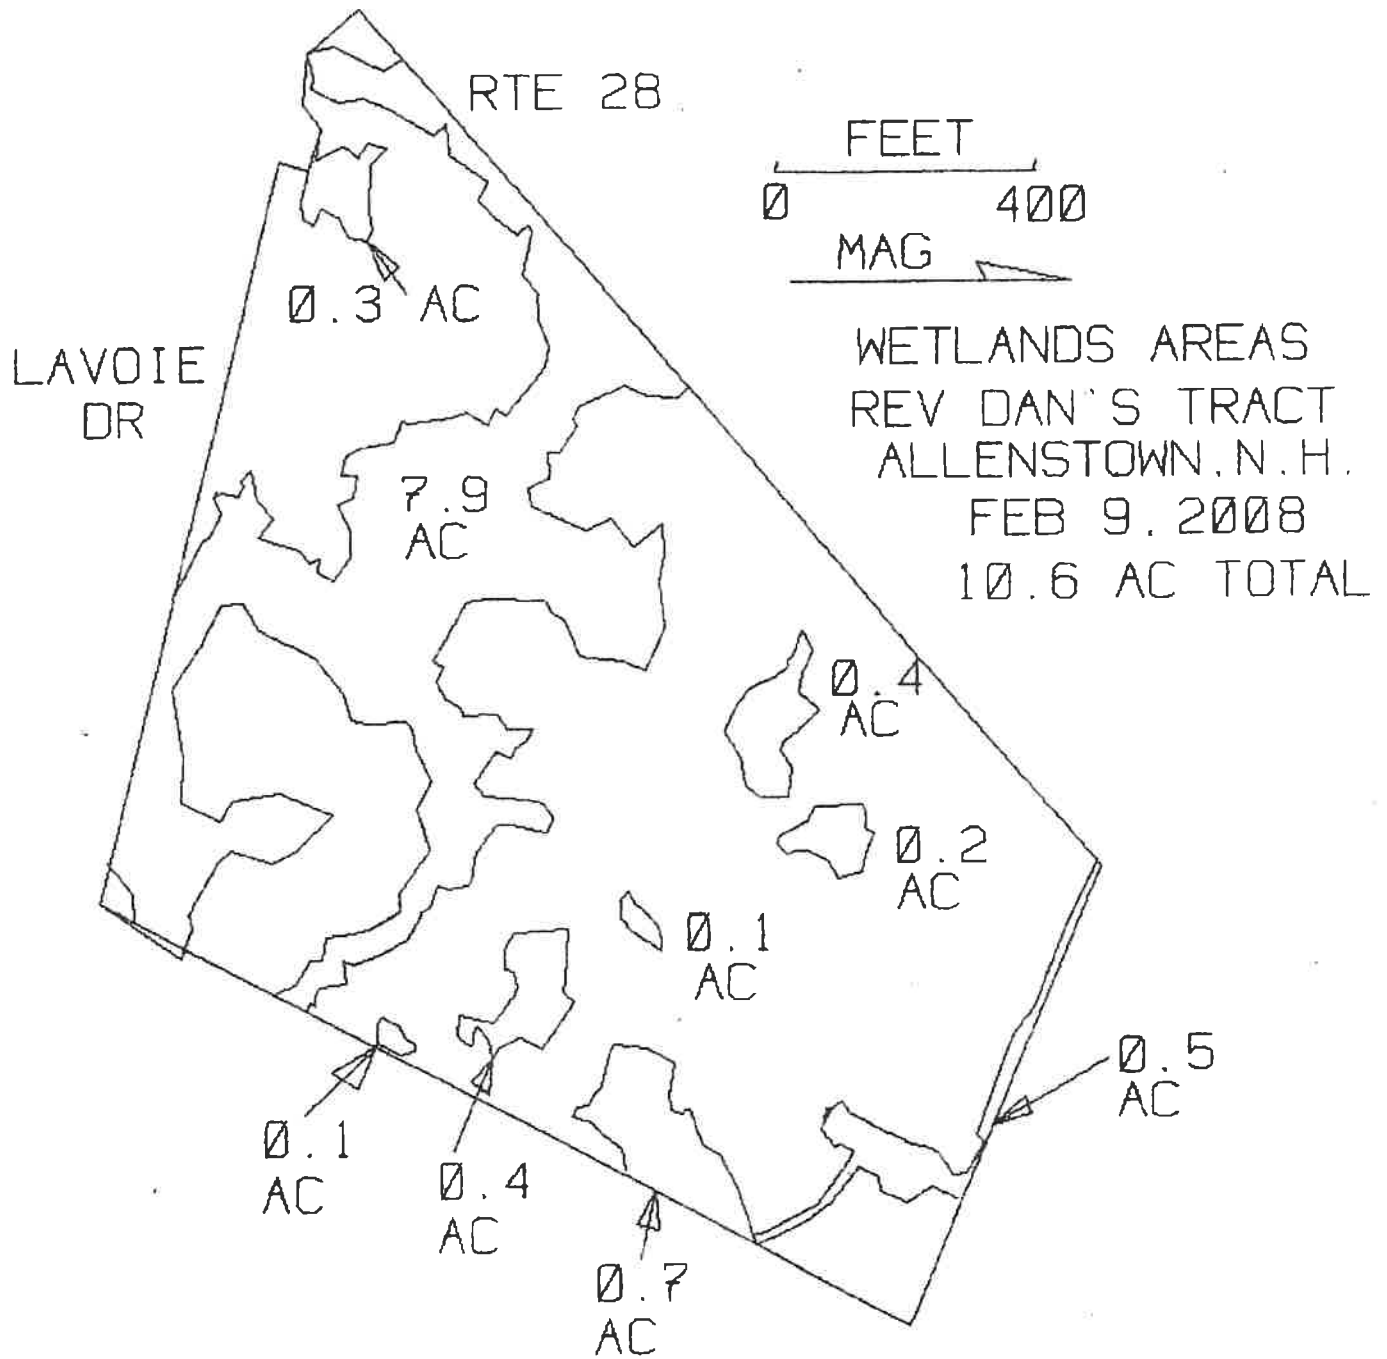 RTE 28
FEET
0 400
MAG
WETLANDS AREAS
REV DAN'S TRACT
ALLENSTOWN, N.H.
FEB 9, 2008
10.6 AC TOTAL
0.3 AC
LAVOIE
DR
7.9
AC
0.4
AC
0.2
AC
0.1
AC
0.5
AC
0.1
AC
0.4
AC
0.7
AC